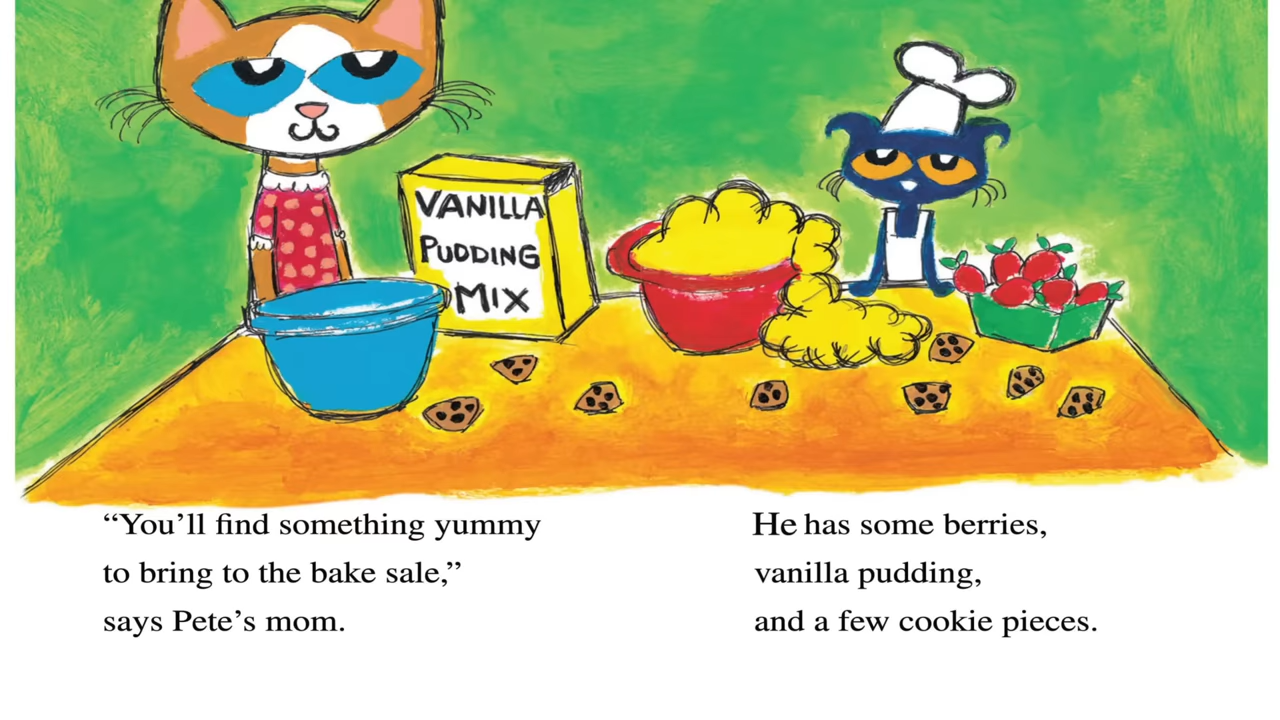 VANILLA
PUDDING
MIX
“You’ll find something yummy
to bring to the bake sale,”
says Pete’s mom.
He has some berries,
vanilla pudding,
and a few cookie pieces.